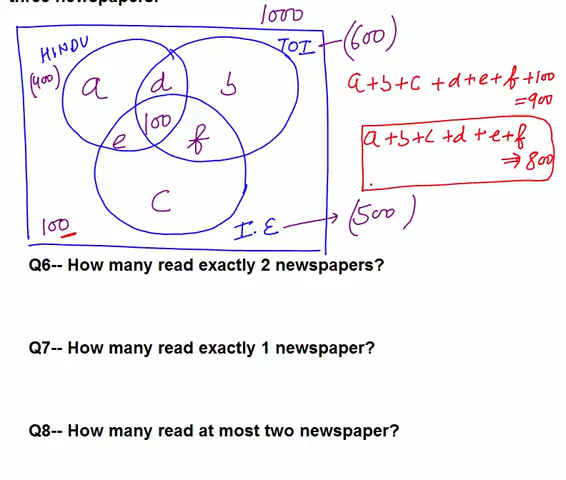 three newspapers.
1000
HINDU
(400)
TOI
(600)
a
d
b
a+b+c +d+e+f+100
=900
100
e
f
a+b+c +d +e+f
⇒ 800
c
100
I.E
(500)
Q6-- How many read exactly 2 newspapers?
Q7-- How many read exactly 1 newspaper?
Q8-- How many read at most two newspaper?